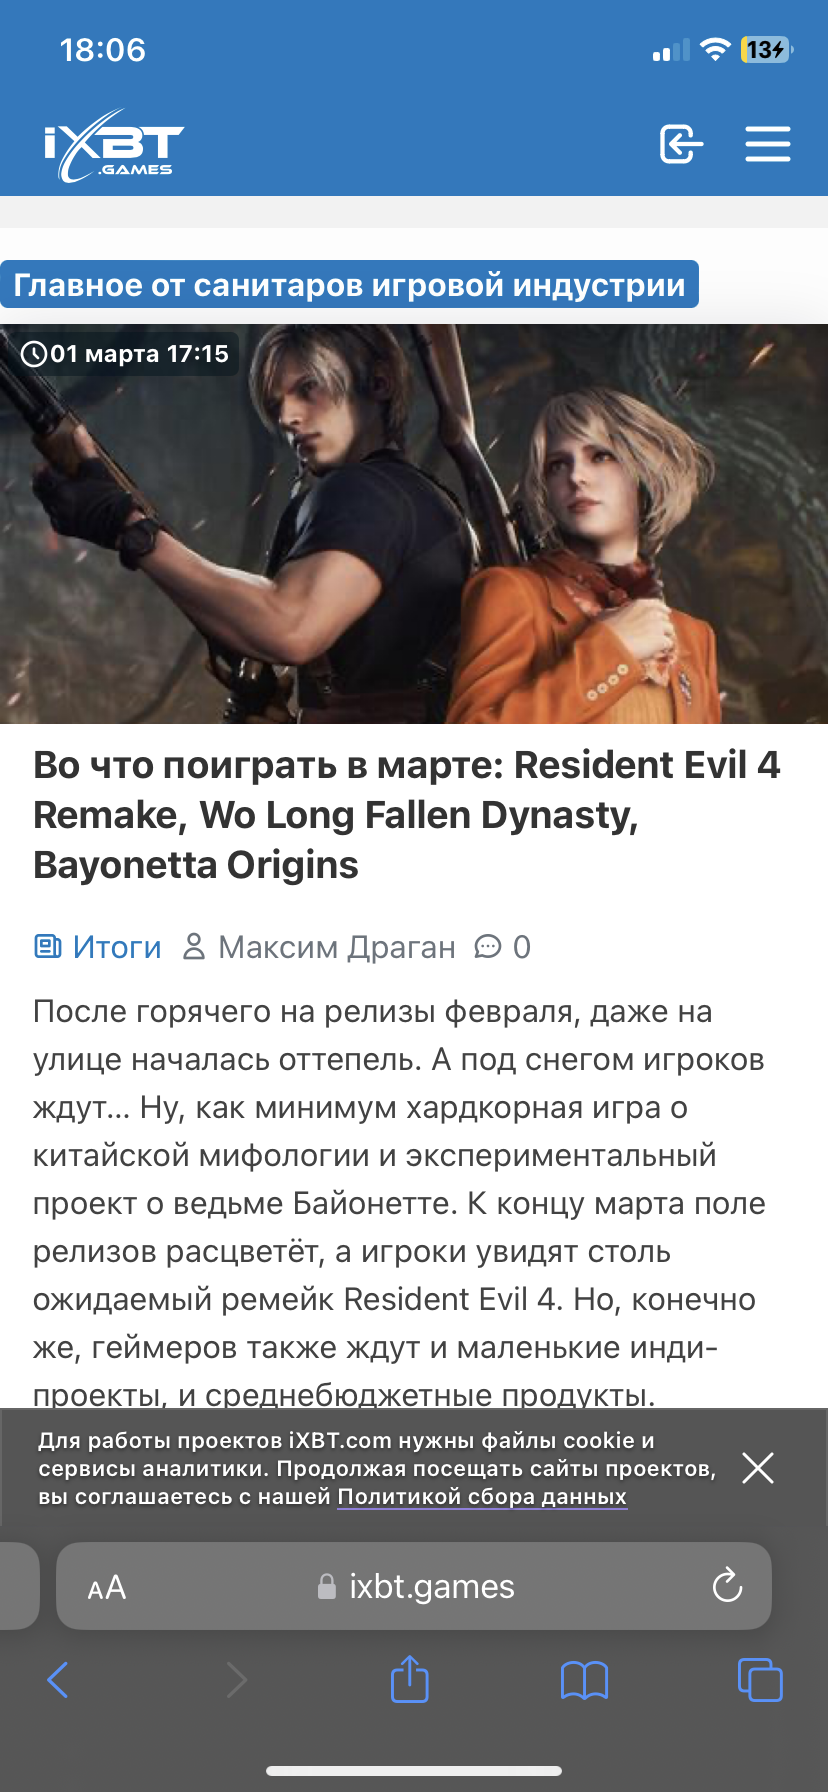 18:06
13
iXBT
.GAMES
Главное от санитаров игровой индустрии
01 марта 17:15
Во что поиграть в марте: Resident Evil 4
Remake, Wo Long Fallen Dynasty,
Bayonetta Origins
Итоги Максим Драган 0
После горячего на релизы февраля, даже на
улице началась оттепель. А под снегом игроков
ждут... Ну, как минимум хардкорная игра о
китайской мифологии и экспериментальный
проект о ведьме Байонетте. К концу марта поле
релизов расцветёт, а игроки увидят столь
ожидаемый ремейк Resident Evil 4. Но, конечно
же, геймеров также ждут и маленькие инди-
проекты, и среднебюджетные продукты.
Для работы проектов iXBT.com нужны файлы cookie и
сервисы аналитики. Продолжая посещать сайты проектов,
вы соглашаетесь с нашей Политикой сбора данных
AA ixbt.games